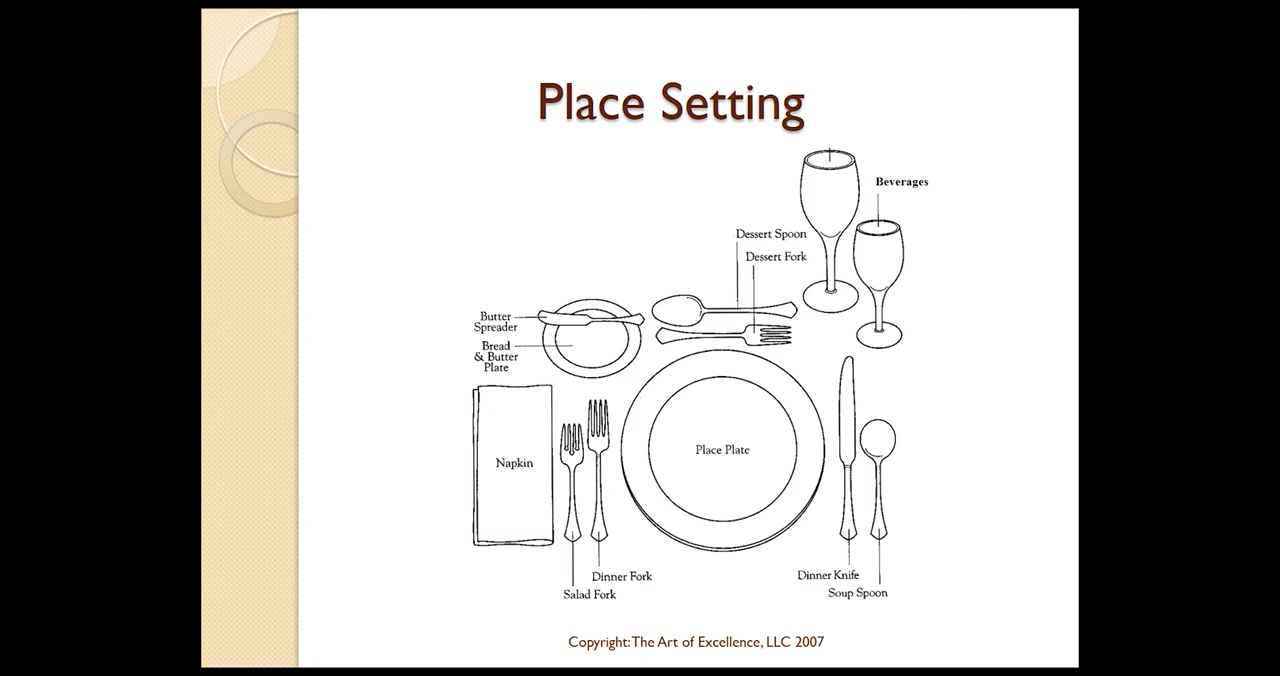 Place Setting
Beverages
Dessert Spoon
Dessert Fork
Butter
Spreader
Bread
& Butter
Plate
Napkin
Place Plate
Dinner Fork
Salad Fork
Dinner Knife
Soup Spoon
Copyright: The Art of Excellence, LLC 2007